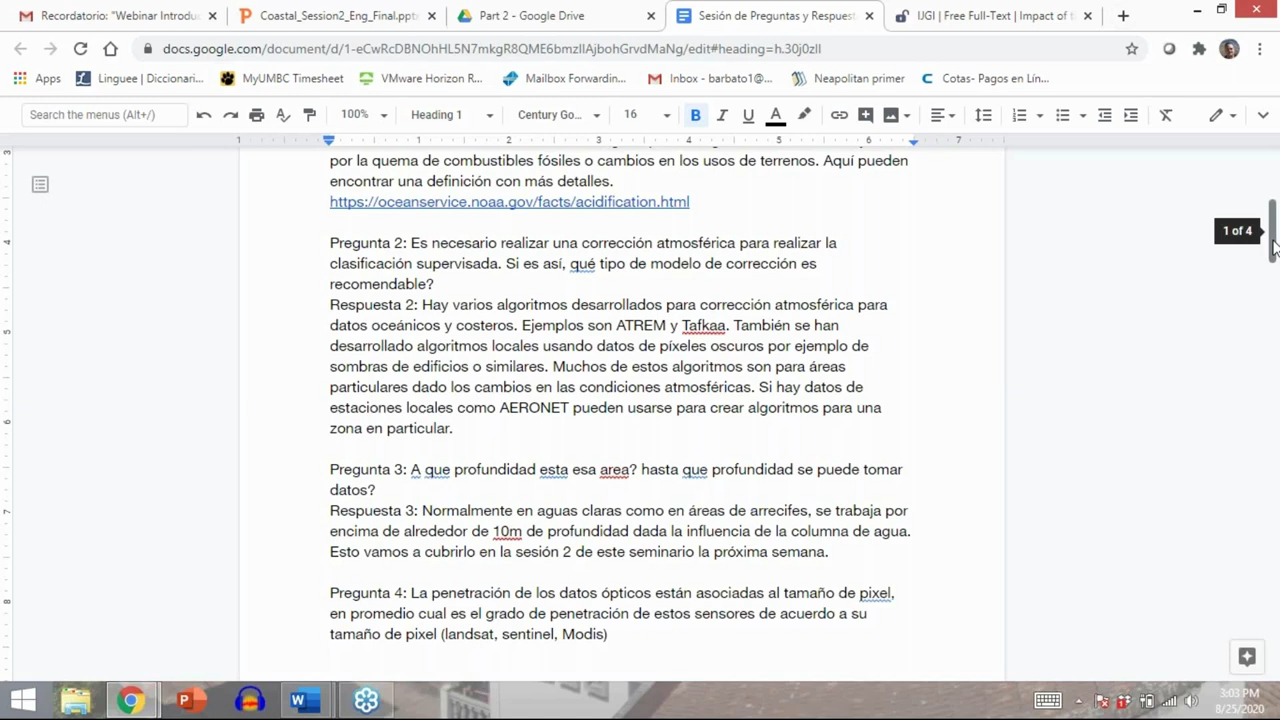 Recordatorio: "Webinar Introduc
Coastal_Session2_Eng_Final.pptx
Part 2 - Google Drive
Sesión de Preguntas y Respuest
IJGI | Free Full-Text | Impact of t
docs.google.com/document/d/1-eCwRcDBNOhHL5N7mkgR8QME6bmzllAjbohGrvdMaNg/edit#heading=h.30j0zll
Apps
Linguee | Diccionari...
MyUMBC Timesheet
VMware Horizon R...
Mailbox Forwardin...
Inbox - barbato1@...
Neapolitan primer
Cotas- Pagos en Lín...
Search the menus (Alt+/)
100%
Heading 1
Century Go...
16
B I U A
1 1 2 3 4 5 6 7
por la quema de combustibles fósiles o cambios en los usos de terrenos. Aquí pueden
encontrar una definición con más detalles.
https://oceanservice.noaa.gov/facts/acidification.html
1 of 4
Pregunta 2: Es necesario realizar una corrección atmosférica para realizar la
clasificación supervisada. Si es así, qué tipo de modelo de corrección es
recomendable?
Respuesta 2: Hay varios algoritmos desarrollados para corrección atmosférica para
datos oceánicos y costeros. Ejemplos son ATREM y Tafkaa. También se han
desarrollado algoritmos locales usando datos de píxeles oscuros por ejemplo de
sombras de edificios o similares. Muchos de estos algoritmos son para áreas
particulares dado los cambios en las condiciones atmosféricas. Si hay datos de
estaciones locales como AERONET pueden usarse para crear algoritmos para una
zona en particular.
Pregunta 3: A que profundidad esta esa area? hasta que profundidad se puede tomar
datos?
Respuesta 3: Normalmente en aguas claras como en áreas de arrecifes, se trabaja por
encima de alrededor de 10m de profundidad dada la influencia de la columna de agua.
Esto vamos a cubrirlo en la sesión 2 de este seminario la próxima semana.
Pregunta 4: La penetración de los datos ópticos están asociadas al tamaño de pixel,
en promedio cual es el grado de penetración de estos sensores de acuerdo a su
tamaño de pixel (landsat, sentinel, Modis)
3:03 PM
8/25/2020